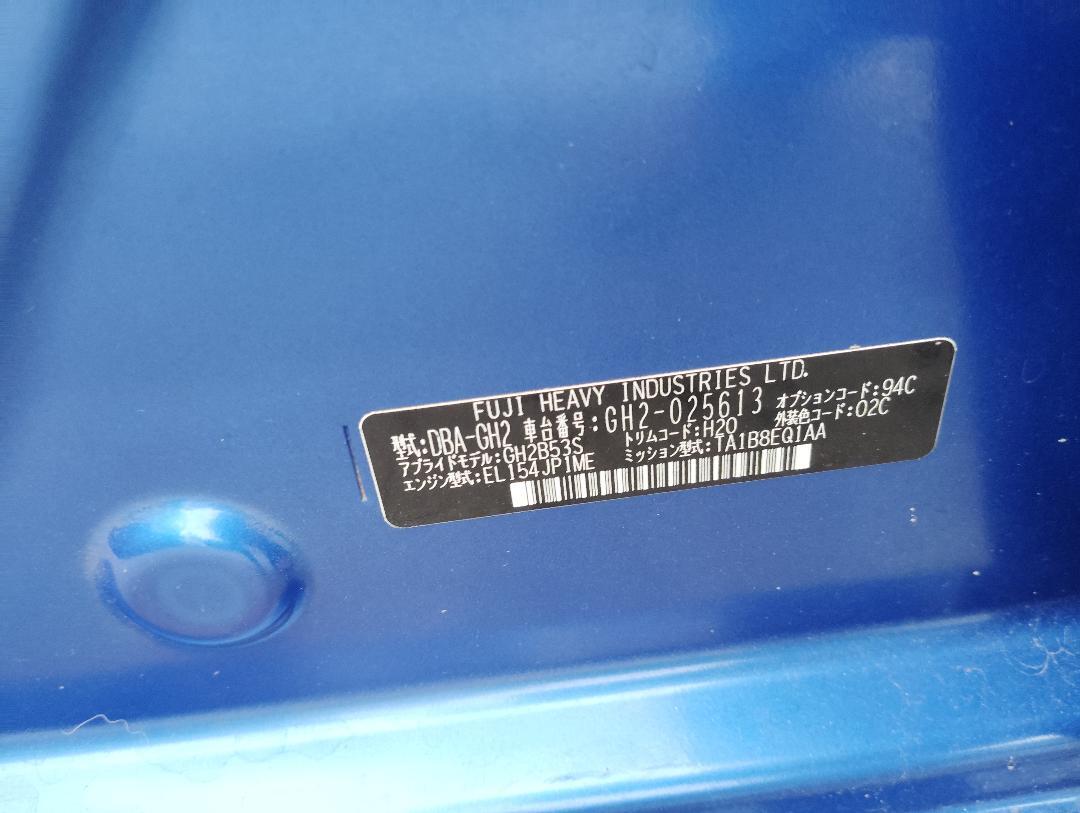 FUJI HEAVY INDUSTRIES LTD.
型式:DBA-GH2 車台番号:GH2-025613 オプションコード:94C
アプライドモデル:GH2B53S トリムコード:H20 外装色コード:02C
エンジン型式:EL154JP1ME ミッション型式:TA1B8EQ1AA